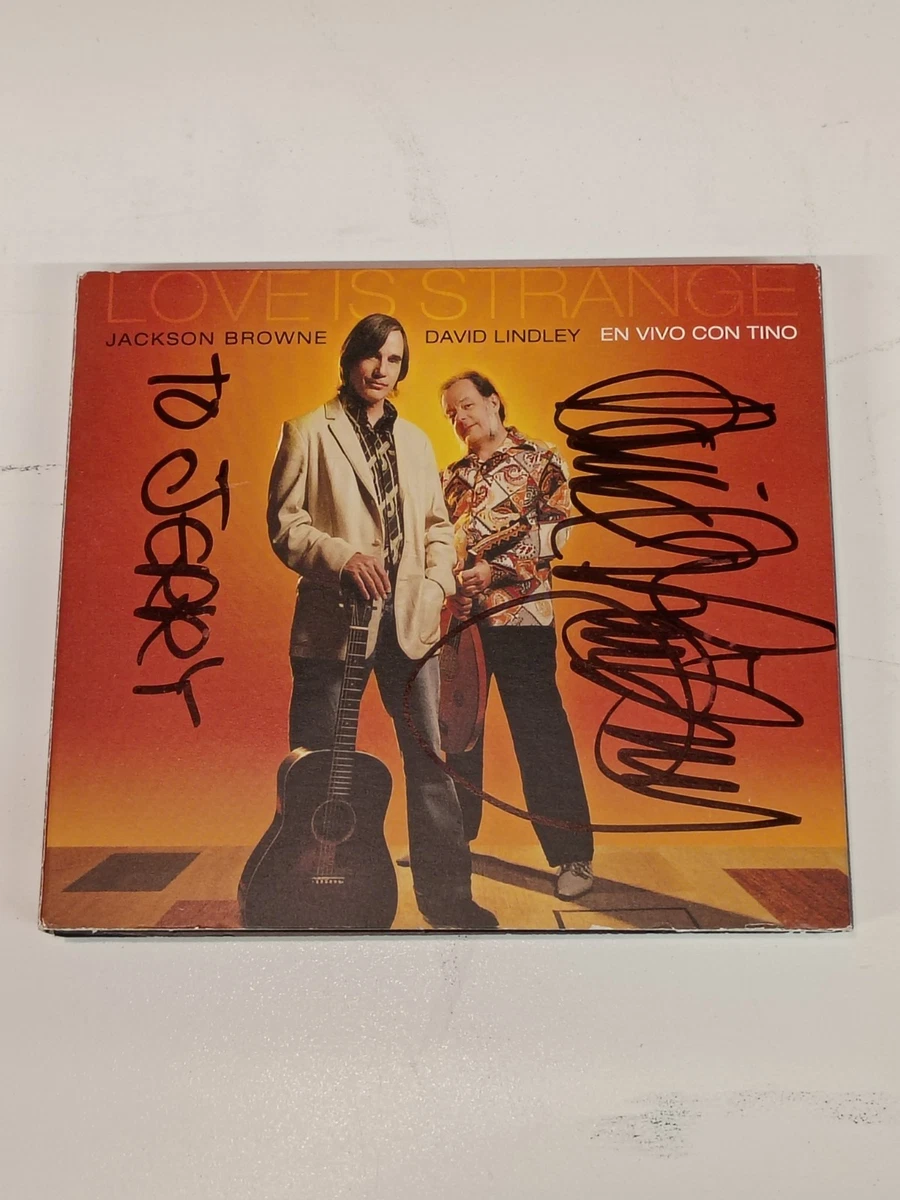 LOVE IS STRANGE
JACKSON BROWNE DAVID LINDLEY EN VIVO CON TINO
TO JERRY